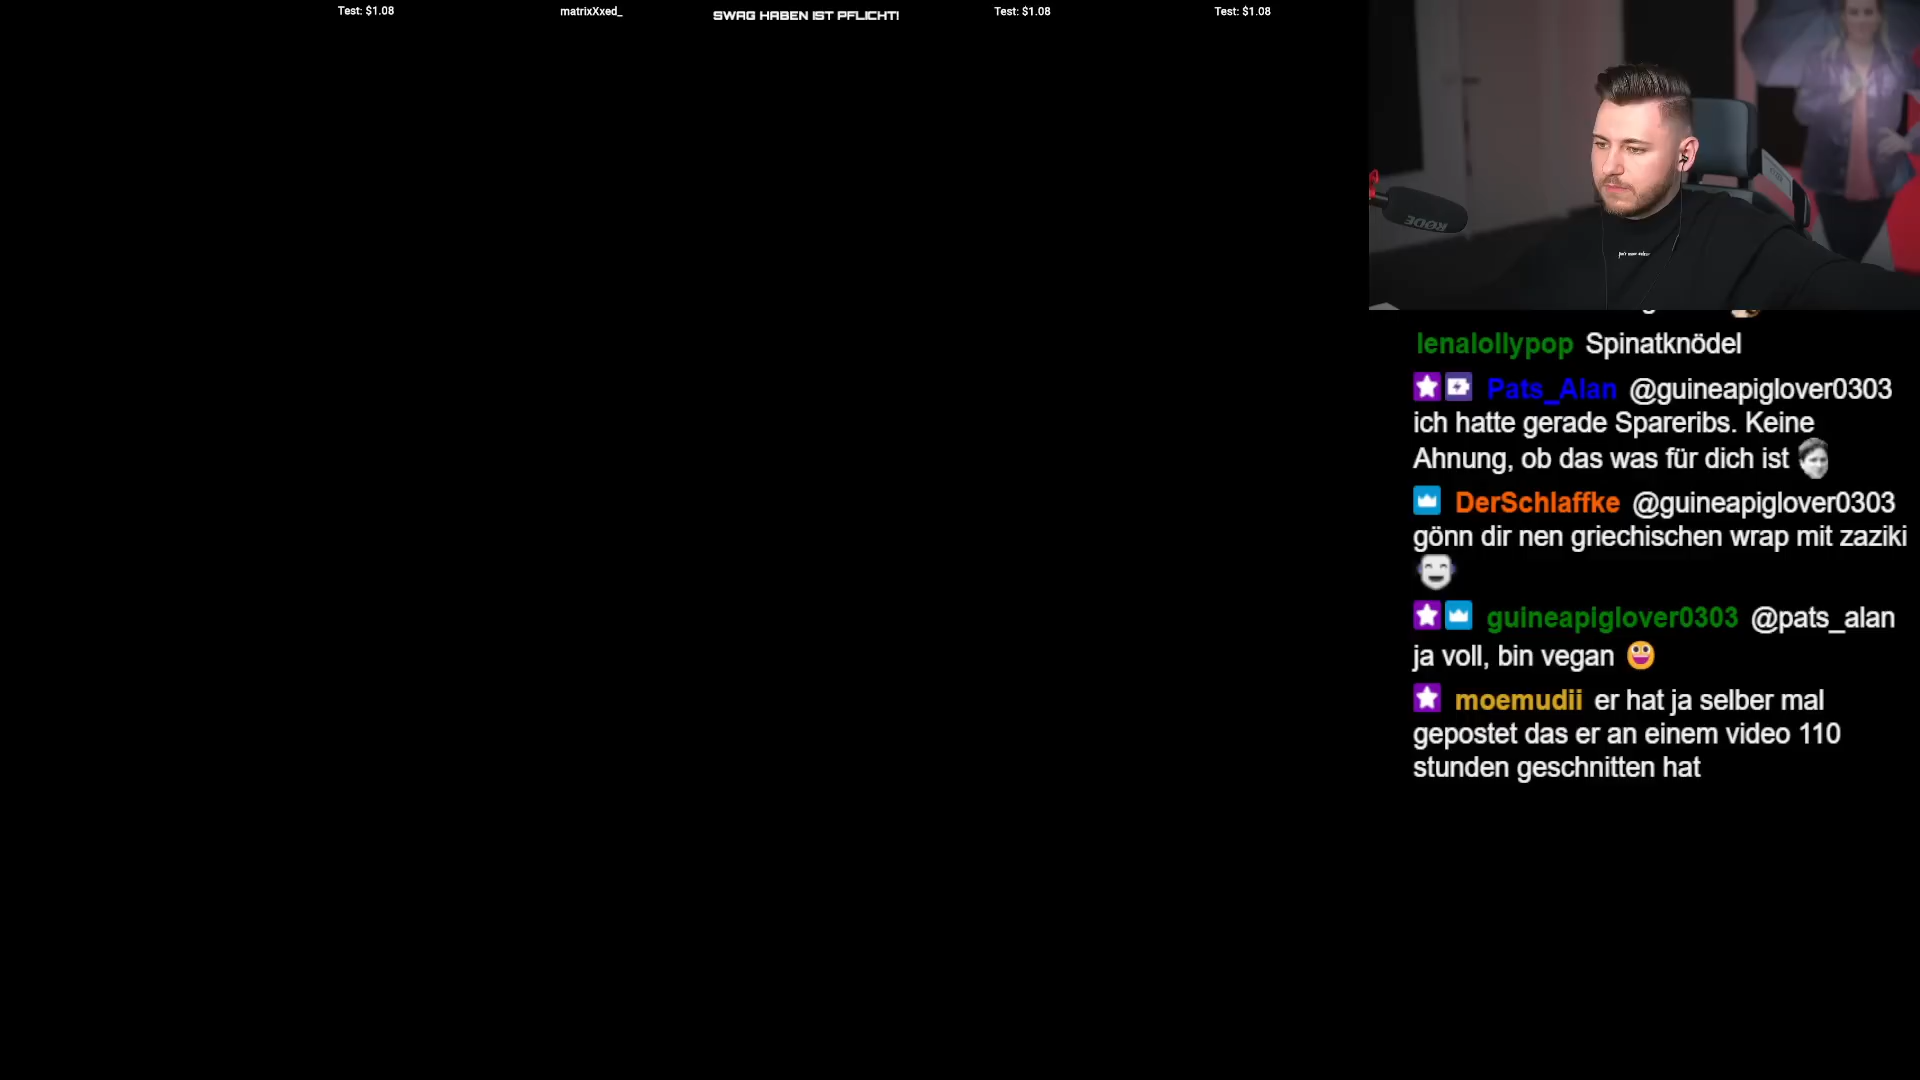 Test: $1.08
matrixXxed_
SWAG HABEN IST PFLICHT!
Test: $1.08
Test: $1.08
RØDE
lenalollypop Spinatknödel
Pats_Alan @guineapiglover0303
ich hatte gerade Spareribs. Keine
Ahnung, ob das was für dich ist
DerSchlaffke @guineapiglover0303
gönn dir nen griechischen wrap mit zaziki
guineapiglover0303 @pats_alan
ja voll, bin vegan
moemudii er hat ja selber mal
gepostet das er an einem video 110
stunden geschnitten hat